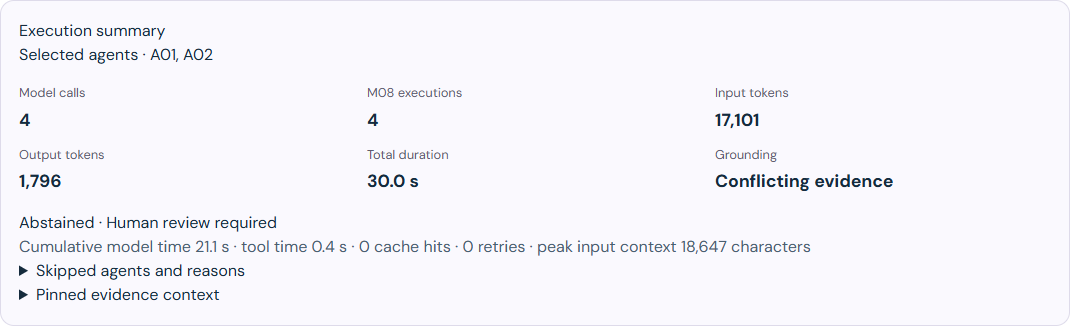 Execution summary
Selected agents · A01, A02
Model calls
M08 executions
Input tokens
4
4
17,101
Output tokens
Total duration
Grounding
1,796
30.0 s
Conflicting evidence
Abstained · Human review required
Cumulative model time 21.1 s · tool time 0.4 s · 0 cache hits · 0 retries · peak input context 18,647 characters
Skipped agents and reasons
Pinned evidence context